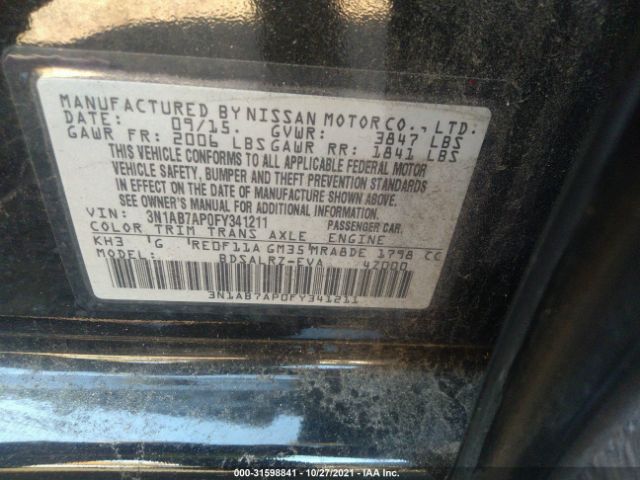 MANUFACTURED BY NISSAN MOTOR CO., LTD.
DATE: 09/15. GVWR: 3847 LBS
GAWR FR: 2006 LBS GAWR RR: 1841 LBS
THIS VEHICLE CONFORMS TO ALL APPLICABLE FEDERAL MOTOR
VEHICLE SAFETY, BUMPER AND THEFT PREVENTION STANDARDS
IN EFFECT ON THE DATE OF MANUFACTURE SHOWN ABOVE.
SEE OWNER'S MANUAL OR
VIN: 3N1AB7AP0FY341211 PASSENGER CAR.
COLOR TRIM TRANS AXLE ENGINE
KH3 'G 'RE0F11A GM35'MRA8DE 1798 CC
MODEL: BDSALRZ-EVA 42000
3N1AB7AP0FY341211
000-31598841 - 10/27/2021 - IAA Inc.